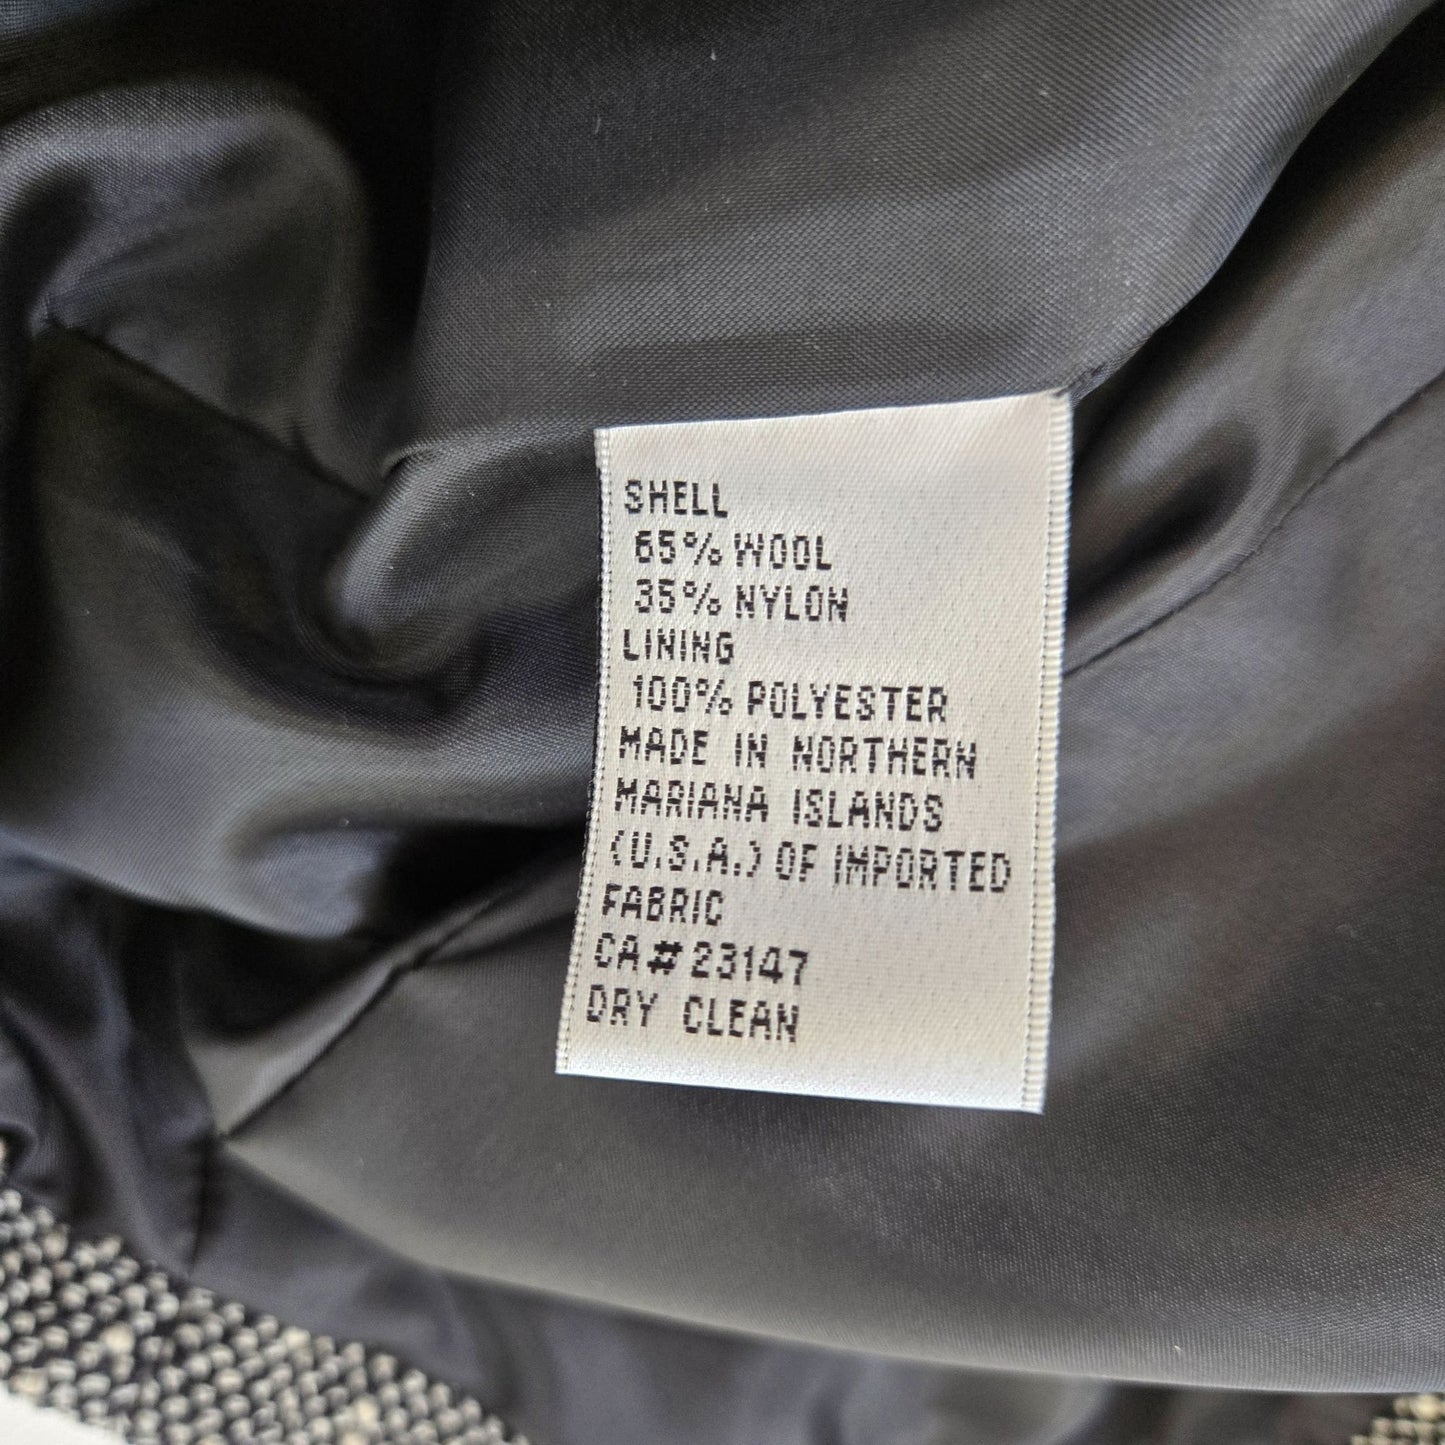 SHELL
65% WOOL
35% NYLON
LINING
100% POLYESTER
MADE IN NORTHERN
MARIANA ISLANDS
(U.S.A.) OF IMPORTED
FABRIC
CA#23147
DRY CLEAN